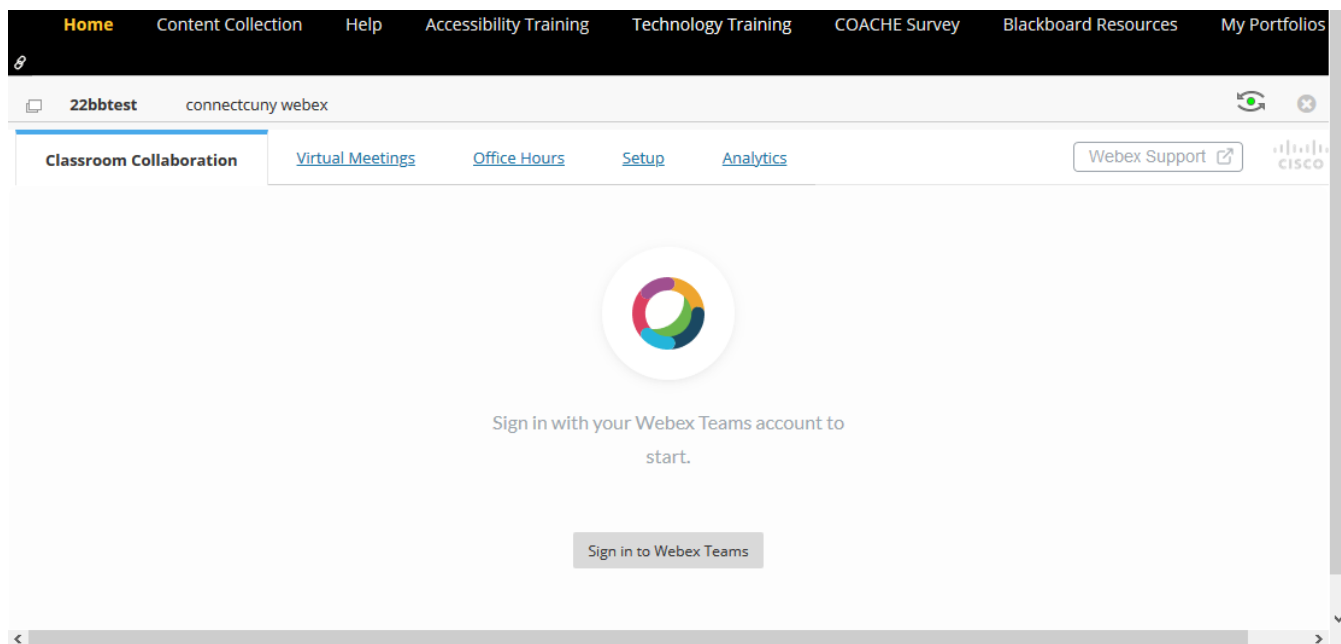 Home Content Collection Help Accessibility Training Technology Training COACHE Survey Blackboard Resources My Portfolios
22bbtest connectcuny webex
Classroom Collaboration Virtual Meetings Office Hours Setup Analytics Webex Support CISCO
Sign in with your Webex Teams account to
start.
Sign in to Webex Teams